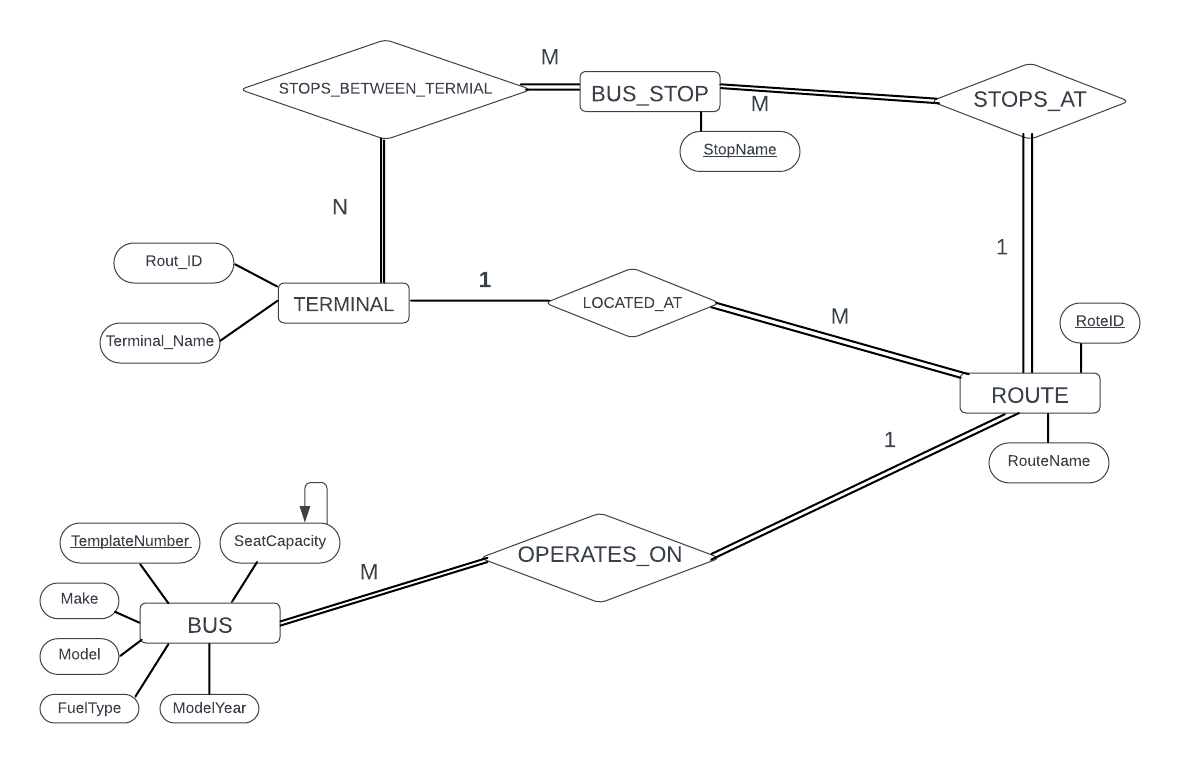 M
STOPS_BETWEEN_TERMIAL
BUS_STOP
M
STOPS_AT
StopName
N
1
Rout_ID
1
TERMINAL
LOCATED_AT
M
RoteID
Terminal_Name
ROUTE
1
RouteName
TemplateNumber
SeatCapacity
OPERATES_ON
M
Make
BUS
Model
FuelType
ModelYear